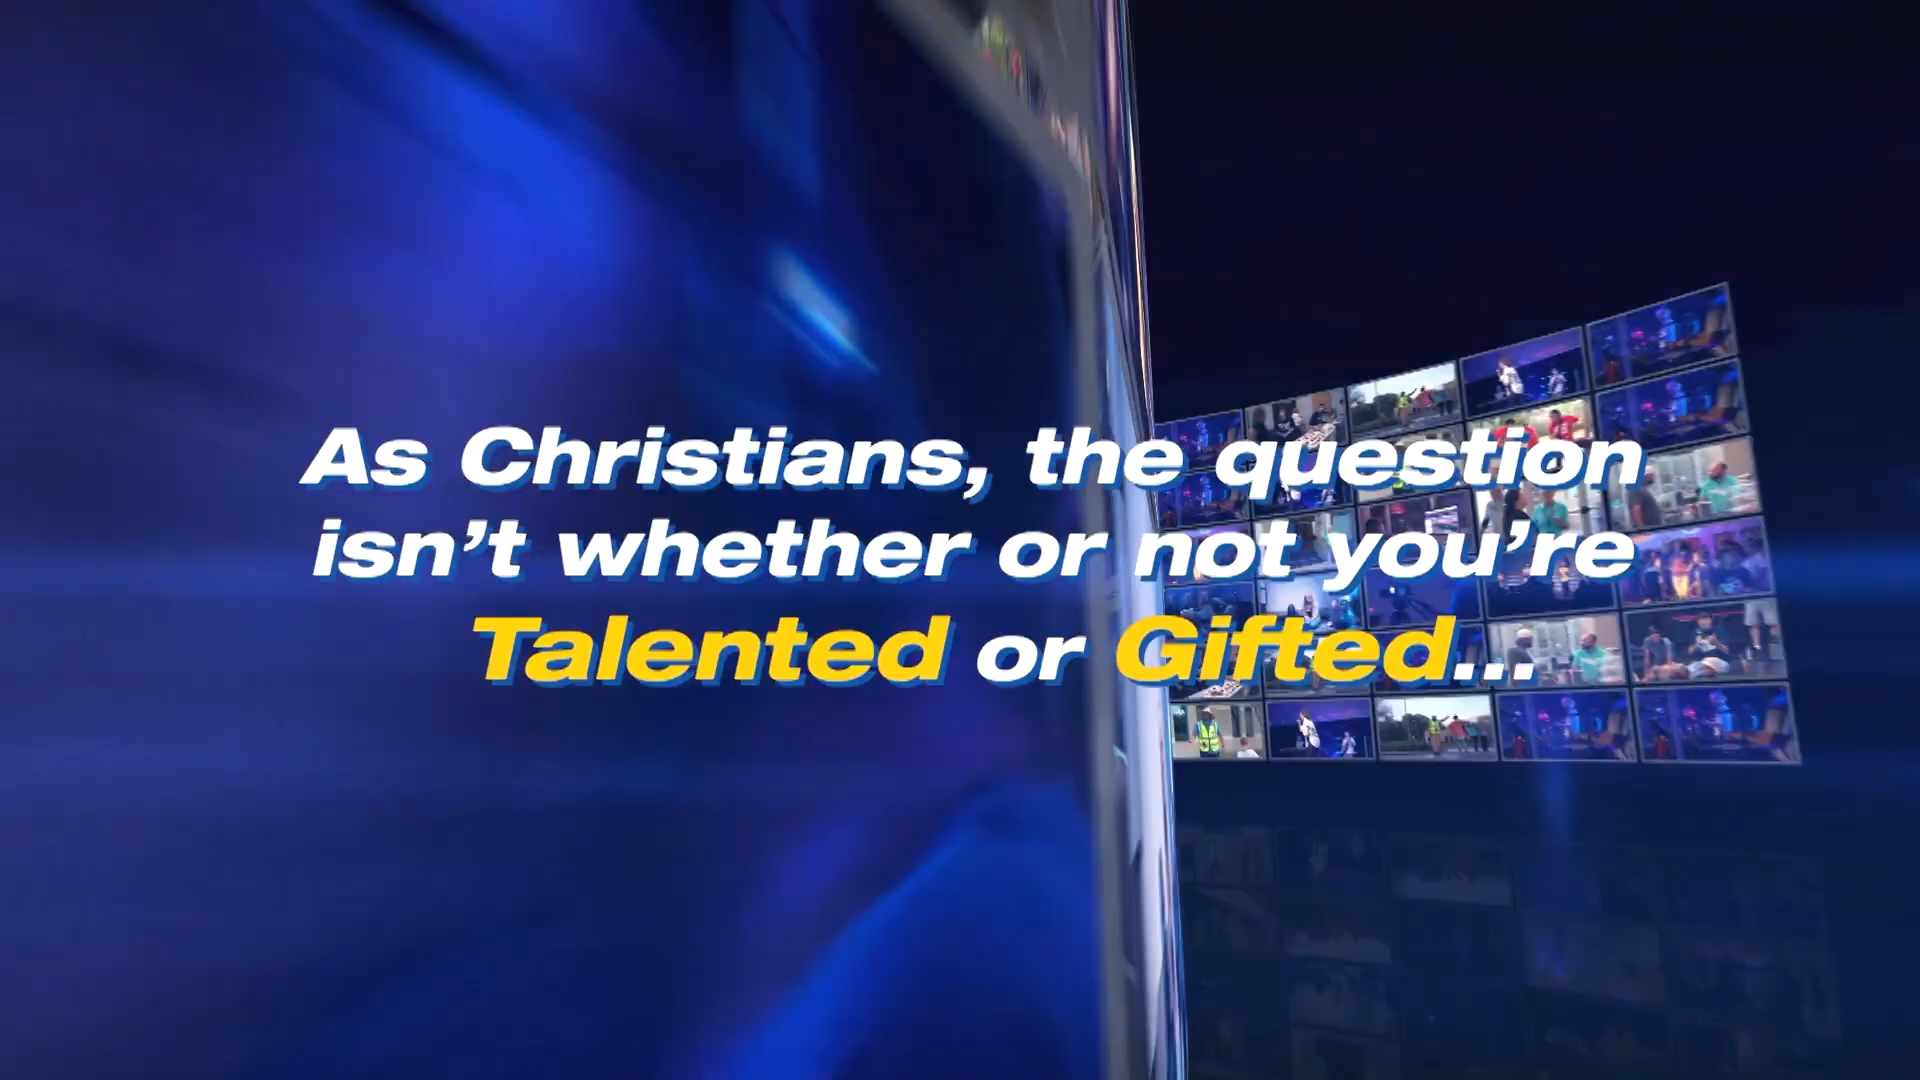 As Christians, the question
isn’t whether or not you’re
Talented or Gifted...